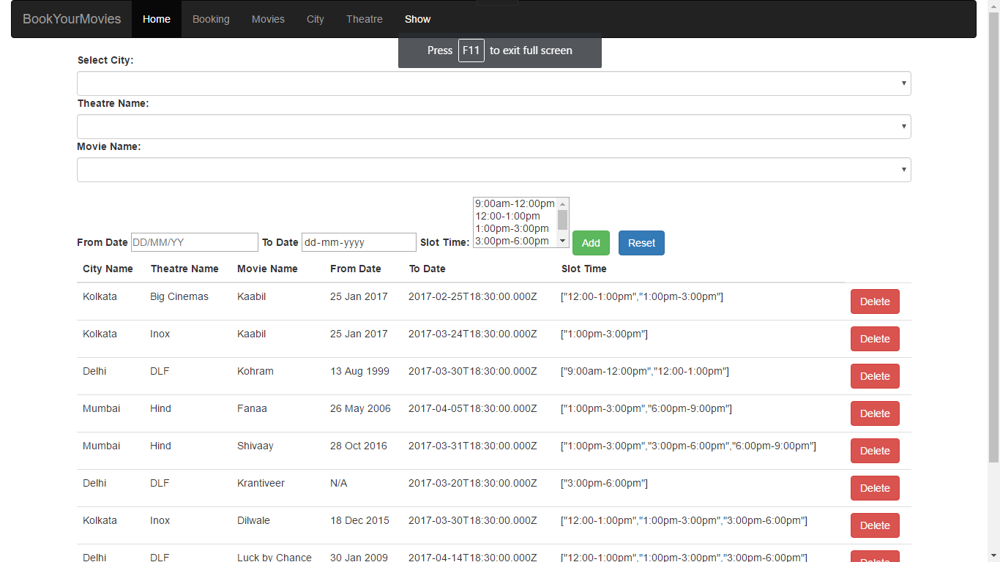 BookYourMovies Home Booking Movies City Theatre Show
Press F11 to exit full screen
Select City:
Theatre Name:
Movie Name:
9:00am-12:00pm
12:00-1:00pm
1:00pm-3:00pm
3:00pm-6:00pm
From Date DD/MM/YY To Date dd-mm-yyyy Slot Time: Add Reset
City Name Theatre Name Movie Name From Date To Date Slot Time
Kolkata Big Cinemas Kaabil 25 Jan 2017 2017-02-25T18:30:00.000Z ["12:00-1:00pm","1:00pm-3:00pm"] Delete
Kolkata Inox Kaabil 25 Jan 2017 2017-03-24T18:30:00.000Z ["1:00pm-3:00pm"] Delete
Delhi DLF Kohram 13 Aug 1999 2017-03-30T18:30:00.000Z ["9:00am-12:00pm","12:00-1:00pm"] Delete
Mumbai Hind Fanaa 26 May 2006 2017-04-05T18:30:00.000Z ["1:00pm-3:00pm","6:00pm-9:00pm"] Delete
Mumbai Hind Shivaay 28 Oct 2016 2017-03-31T18:30:00.000Z ["1:00pm-3:00pm","3:00pm-6:00pm","6:00pm-9:00pm"] Delete
Delhi DLF Krantiveer N/A 2017-03-20T18:30:00.000Z ["3:00pm-6:00pm"] Delete
Kolkata Inox Dilwale 18 Dec 2015 2017-03-30T18:30:00.000Z ["12:00-1:00pm","1:00pm-3:00pm","3:00pm-6:00pm"] Delete
Delhi DLF Luck by Chance 30 Jan 2009 2017-04-14T18:30:00.000Z ["12:00-1:00pm","1:00pm-3:00pm","3:00pm-6:00pm"] Delete